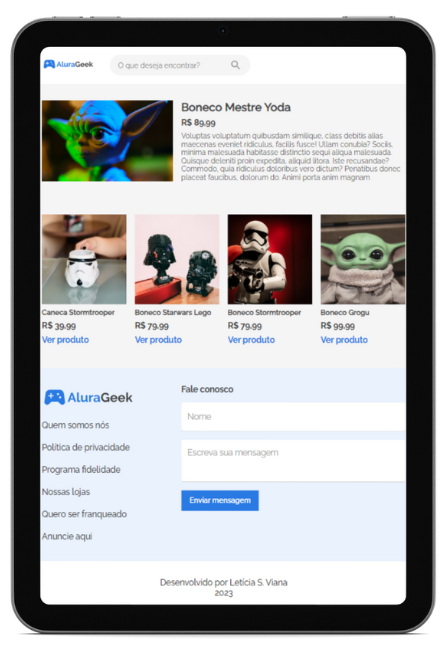 AluraGeek
O que deseja encontrar?
Boneco Mestre Yoda
R$ 89,99
Voluptas voluptatum quibusdam similique, class debitis alias
maecenas eveniet ridiculus, facilis fusce! Ullam conubia? Sociis,
minima malesuada habitasse distinctio sequi aliqua malesuada.
Quisque deleniti proin expedita, aliquid litora. Iste recusandae?
Commodo, quia ridiculus doloribus vero dictum? Penatibus donec
placeat faucibus, dolorum do. Animi porta anim magnam
Caneca Stormtrooper
R$ 39,99
Ver produto
Boneco Starwars Lego
R$ 79,99
Ver produto
Boneco Stormtrooper
R$ 79,99
Ver produto
Boneco Grogu
R$ 99,99
Ver produto
AluraGeek
Quem somos nós
Política de privacidade
Programa fidelidade
Nossas lojas
Quero ser franqueado
Anuncie aqui
Fale conosco
Nome
Escreva sua mensagem
Enviar mensagem
Desenvolvido por Letícia S. Viana
2023